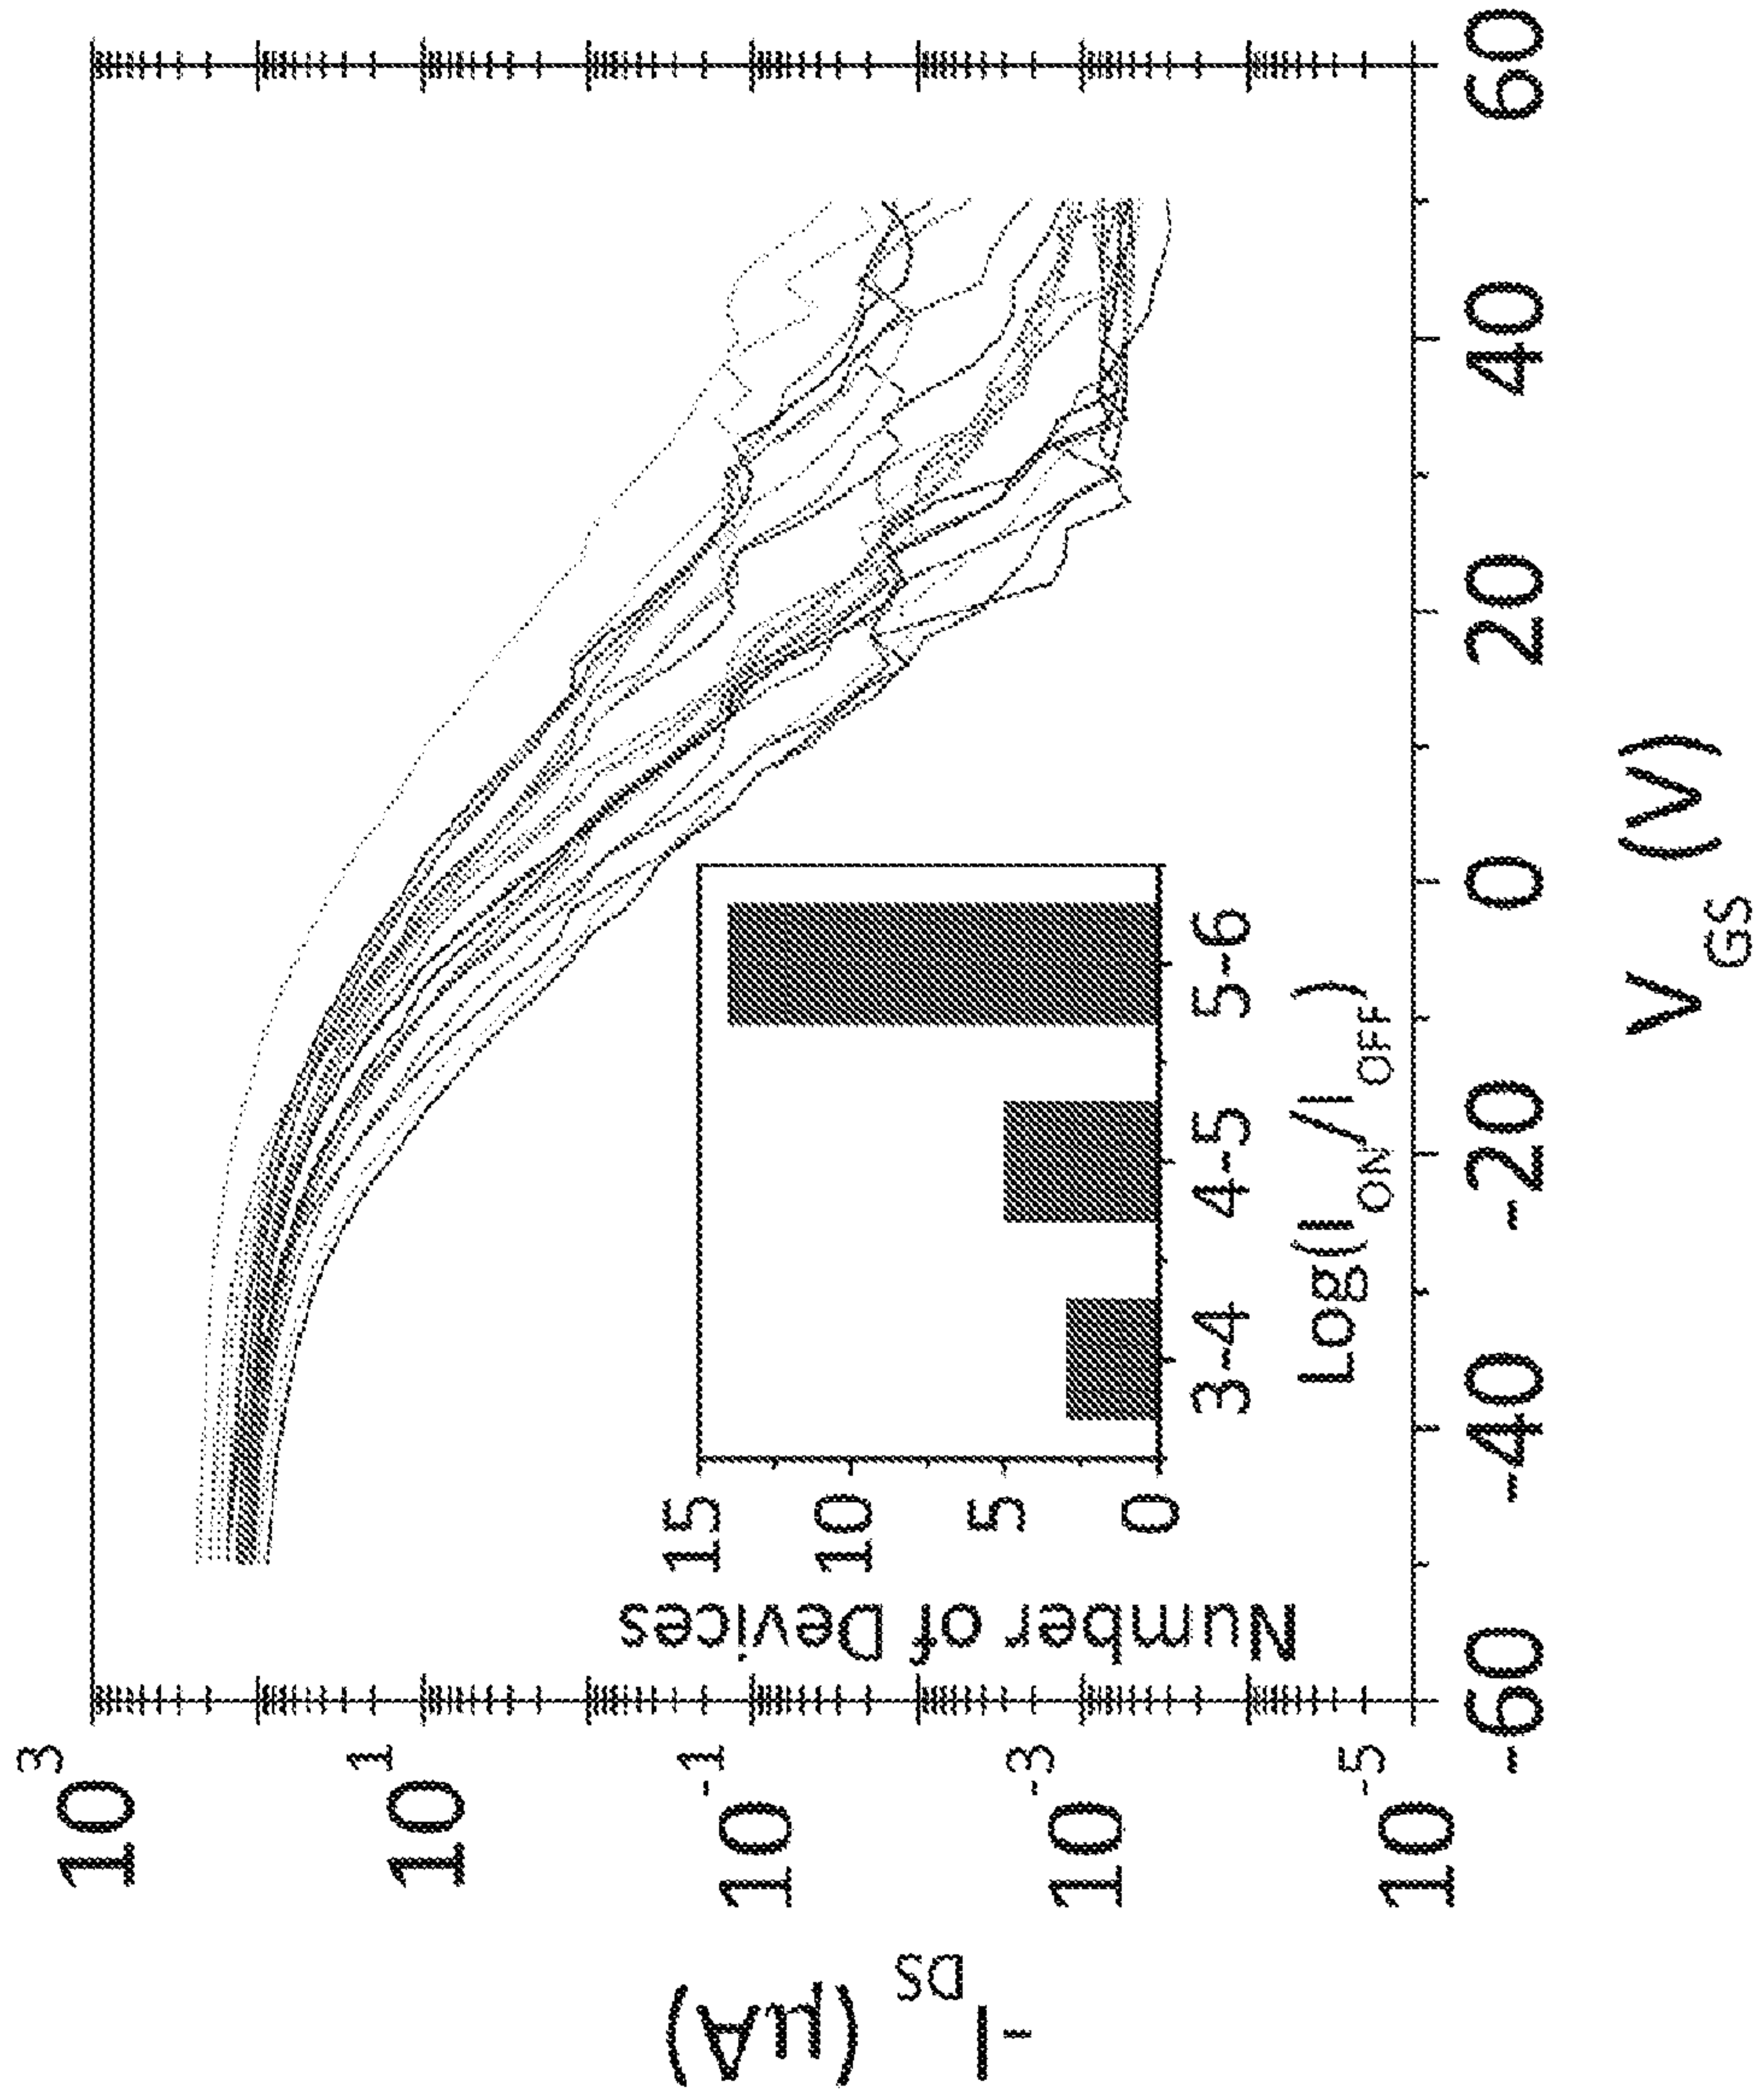 -I_DS (μA)
10^3
10^1
10^-1
10^-3
10^-5
Number of Devices
15
10
5
0
3-4 4-5 5-6
Log(I_ON/I_OFF)
-60 -40 -20 0 20 40 60
V_GS (V)